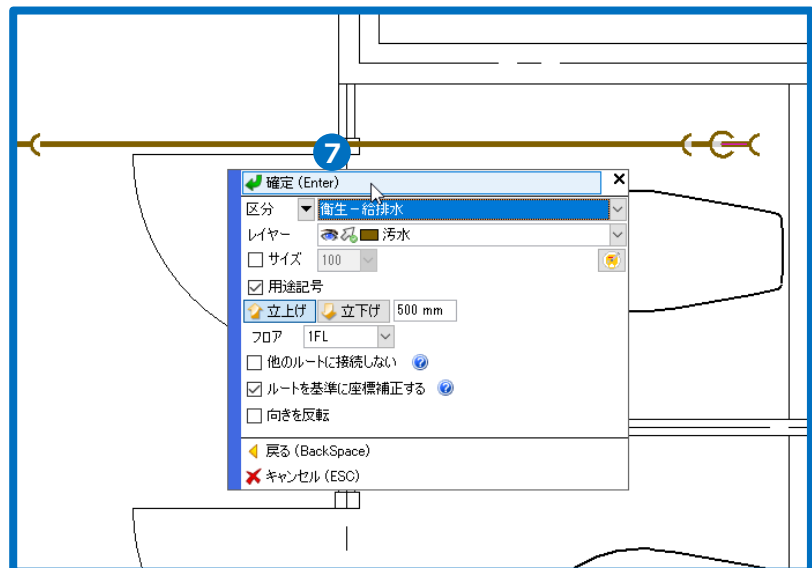 7
確定 (Enter)
区分 衛生－給排水
レイヤー 汚水
サイズ 100
用途記号
立上げ 立下げ 500 mm
フロア 1FL
他のルートに接続しない
ルートを基準に座標補正する
向きを反転
戻る (BackSpace)
キャンセル (ESC)